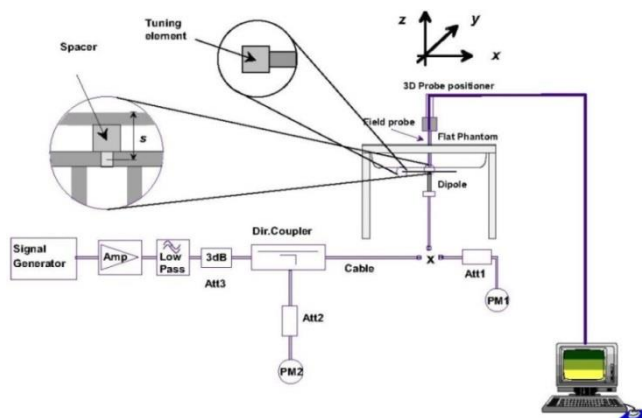 Tuning
element
Spacer
s
z
y
x
3D Probe positioner
Field probe
Flat Phantom
Dipole
Signal
Generator
Amp
Low
Pass
3dB
Att3
Dir.Coupler
Cable
x
Att1
PM1
Att2
PM2